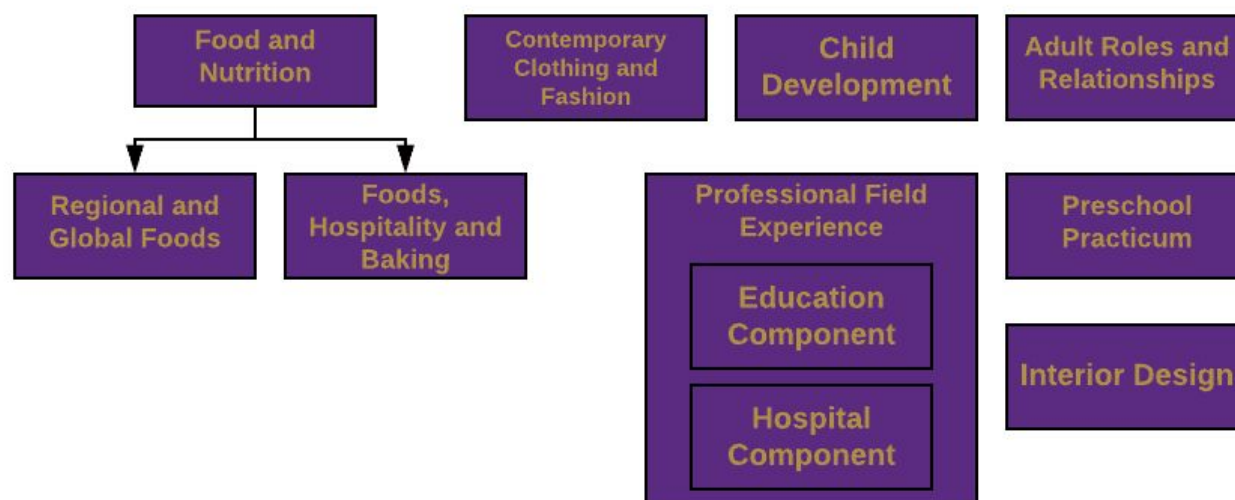 Food and
Nutrition
Contemporary
Clothing and
Fashion
Child
Development
Adult Roles and
Relationships
Regional and
Global Foods
Foods,
Hospitality and
Baking
Professional Field
Experience
Education
Component
Hospital
Component
Preschool
Practicum
Interior Design